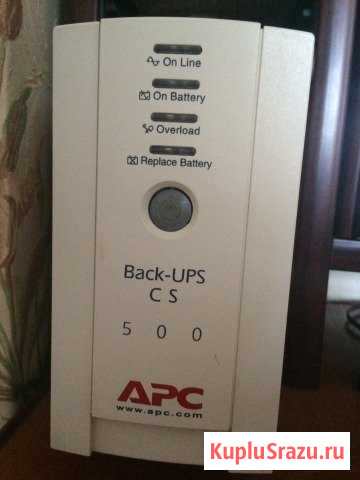 On Line
On Battery
Overload
Replace Battery
Back-UPS
CS
500
APC
www.apc.com
KupluSrazu.ru